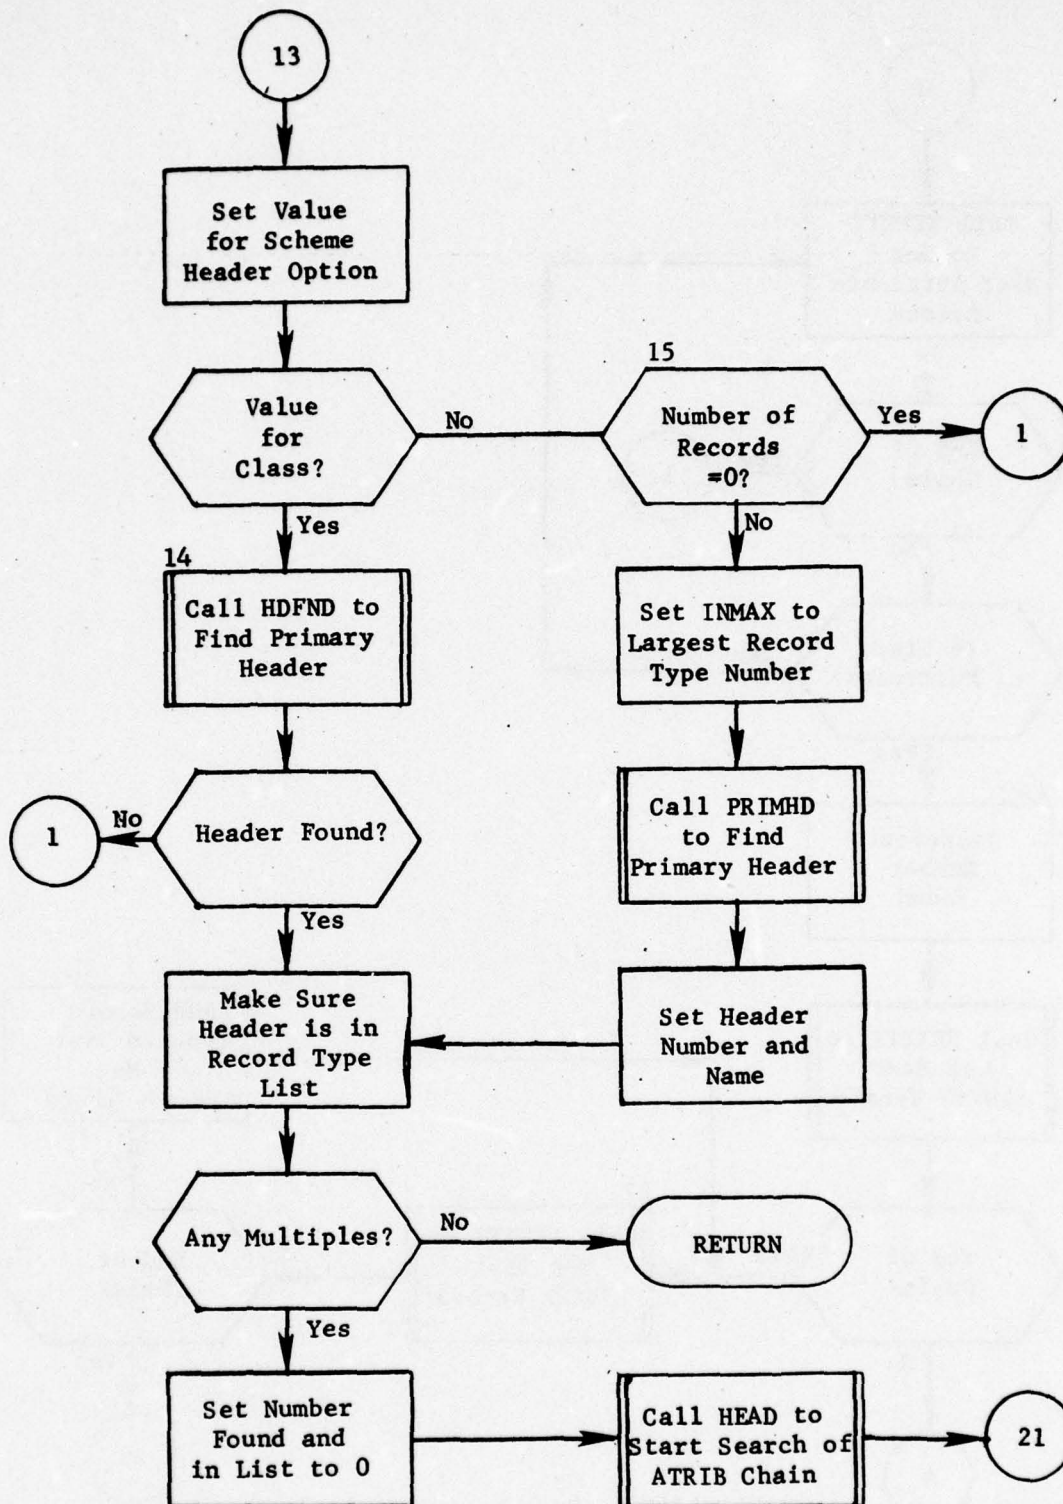 13
Set Value
for Scheme
Header Option
Value
for
Class?
No
15
Number of
Records
=0?
Yes
1
Yes
No
14
Call HDFND to
Find Primary
Header
Set INMAX to
Largest Record
Type Number
1
No
Header Found?
Call PRIMHD
to Find
Primary Header
Yes
Make Sure
Header is in
Record Type
List
Set Header
Number and
Name
Any Multiples?
No
RETURN
Yes
Set Number
Found and
in List to 0
Call HEAD to
Start Search of
ATRIB Chain
21